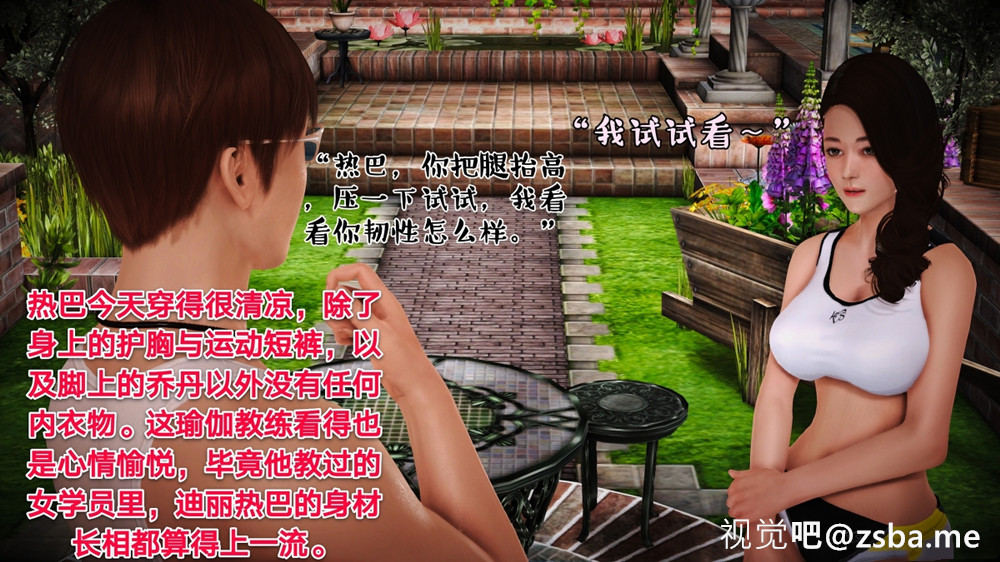 “我试试看～”
“热巴，你把腿抬高
，压一下试试，我看
看你韧性怎么样。”
热巴今天穿得很清凉，除了
身上的护胸与运动短裤，以
及脚上的乔丹以外没有任何
内衣物。这瑜伽教练看得也
是心情愉悦，毕竟他教过的
女学员里，迪丽热巴的身材
长相都算得上一流。
视觉吧@zsba.me